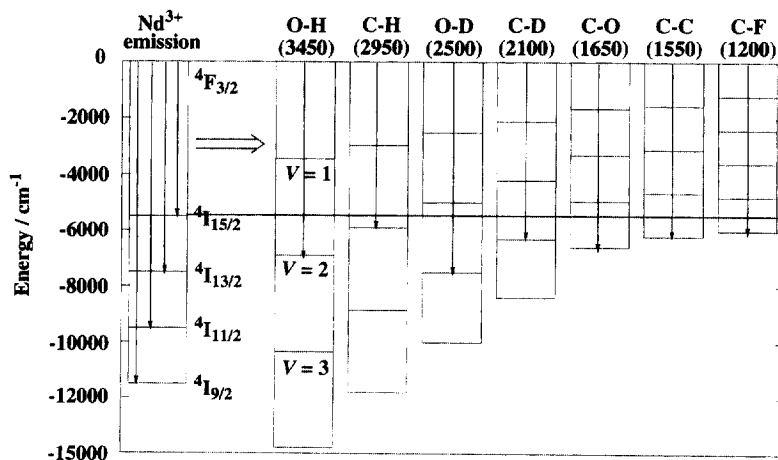 Nd³⁺ emission
O-H (3450)
C-H (2950)
O-D (2500)
C-D (2100)
C-O (1650)
C-C (1550)
C-F (1200)
Energy / cm⁻¹
0
-2000
-4000
-6000
-8000
-10000
-12000
-15000
⁴F₃/₂
⁴I₁₅/₂
⁴I₁₃/₂
⁴I₁₁/₂
⁴I₉/₂
V = 1
V = 2
V = 3